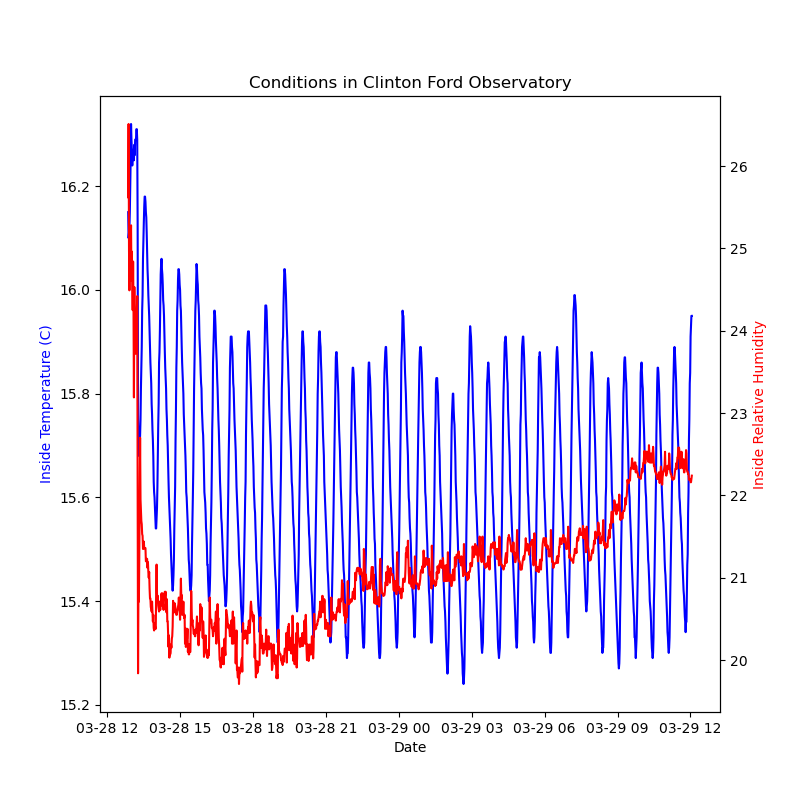 Conditions in Clinton Ford Observatory
Inside Temperature (C)
16.2
16.0
15.8
15.6
15.4
15.2
26
25
24
23
22
21
20
Inside Relative Humidity
03-28 12 03-28 15 03-28 18 03-28 21 03-29 00 03-29 03 03-29 06 03-29 09 03-29 12
Date